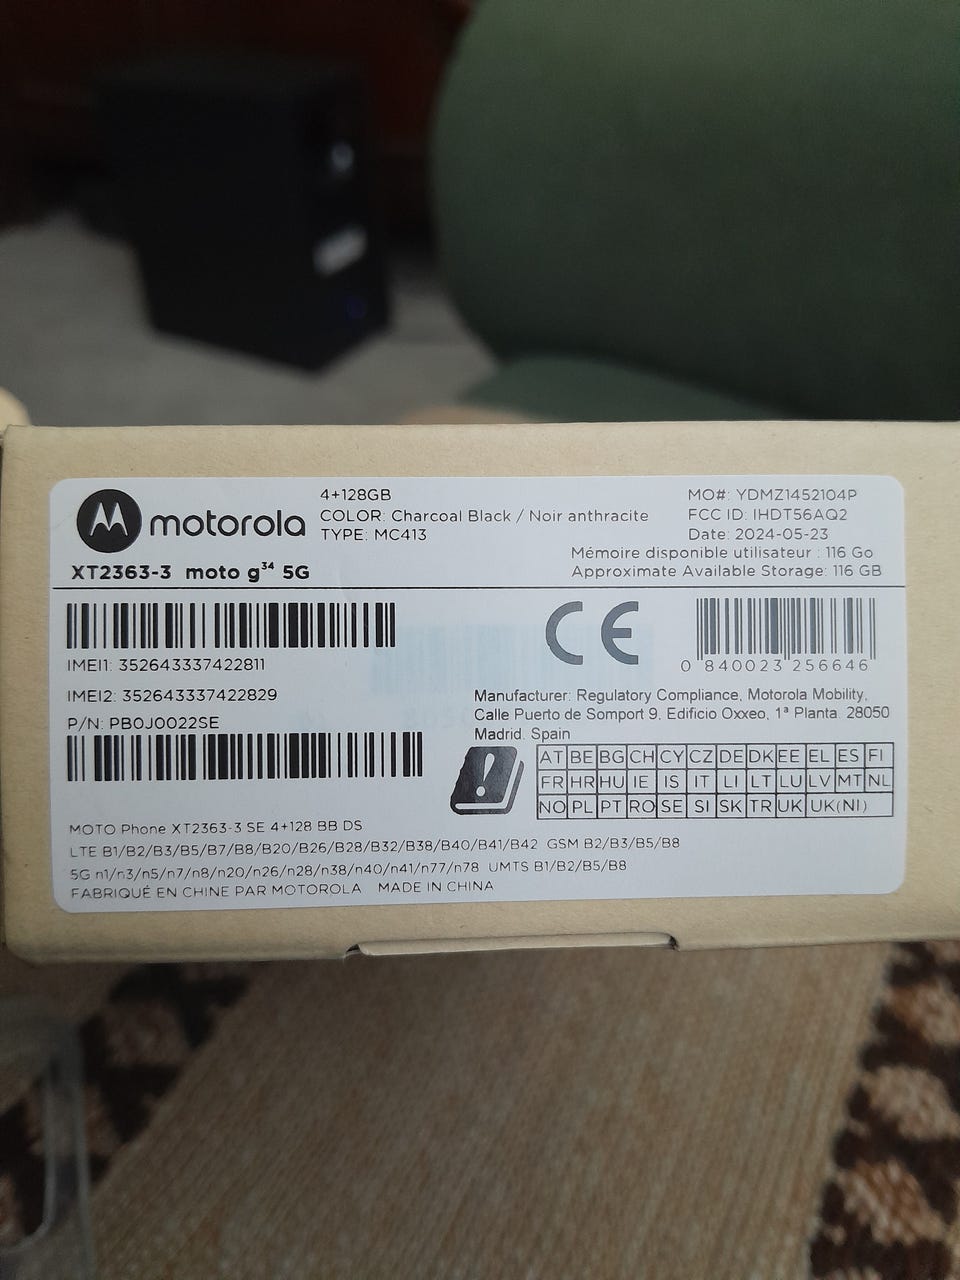 motorola
4+128GB
COLOR: Charcoal Black / Noir anthracite
TYPE: MC413
XT2363-3 moto g³⁴ 5G
MO#: YDMZ1452104P
FCC ID: IHDT56AQ2
Date: 2024-05-23
Mémoire disponible utilisateur : 116 Go
Approximate Available Storage: 116 GB
IMEI1: 352643337422811
IMEI2: 352643337422829
P/N: PB0J0022SE
CE
0 840023 256646
Manufacturer: Regulatory Compliance, Motorola Mobility,
Calle Puerto de Somport 9, Edificio Oxxeo, 1ª Planta. 28050
Madrid. Spain
AT BE BG CH CY CZ DE DK EE EL ES FI
FR HR HU IE IS IT LI LT LU LV MT NL
NO PL PT RO SE SI SK TR UK UK(NI)
MOTO Phone XT2363-3 SE 4+128 BB DS
LTE B1/B2/B3/B5/B7/B8/B20/B26/B28/B32/B38/B40/B41/B42 GSM B2/B3/B5/B8
5G n1/n3/n5/n7/n8/n20/n26/n28/n38/n40/n41/n77/n78 UMTS B1/B2/B5/B8
FABRIQUÉ EN CHINE PAR MOTOROLA MADE IN CHINA